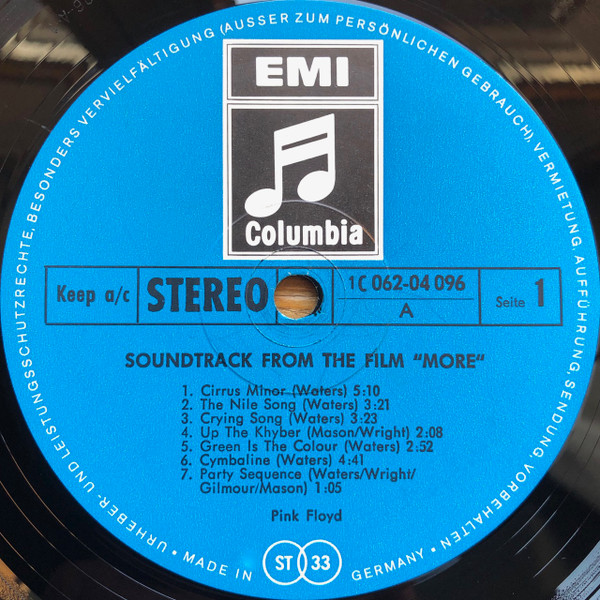 URHEBER- UND LEISTUNGSSCHUTZRECHTE, BESONDERS VERVIELFÄLTIGUNG (AUSSER ZUM PERSÖNLICHEN GEBRAUCH), VERMIETUNG, AUFFÜHRUNG, SENDUNG, VORBEHALTEN •
EMI
Columbia
Keep a/c STEREO 1C 062-04 096 Seite 1
A
SOUNDTRACK FROM THE FILM "MORE"
1. Cirrus Minor (Waters) 5:10
2. The Nile Song (Waters) 3:21
3. Crying Song (Waters) 3:23
4. Up The Khyber (Mason/Wright) 2:08
5. Green Is The Colour (Waters) 2:52
6. Cymbaline (Waters) 4:41
7. Party Sequence (Waters/Wright/
Gilmour/Mason) 1:05
Pink Floyd
• MADE IN ST 33 GERMANY •